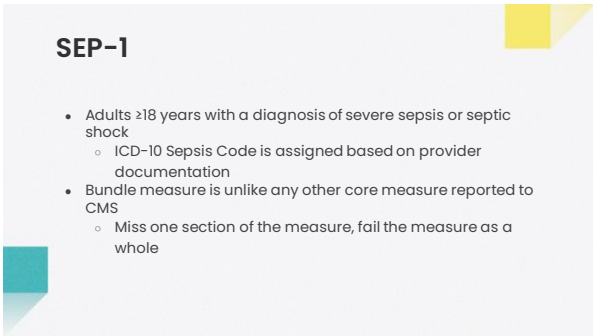 SEP-1
● Adults ≥18 years with a diagnosis of severe sepsis or septic
shock
○ ICD-10 Sepsis Code is assigned based on provider
documentation
● Bundle measure is unlike any other core measure reported to
CMS
○ Miss one section of the measure, fail the measure as a
whole